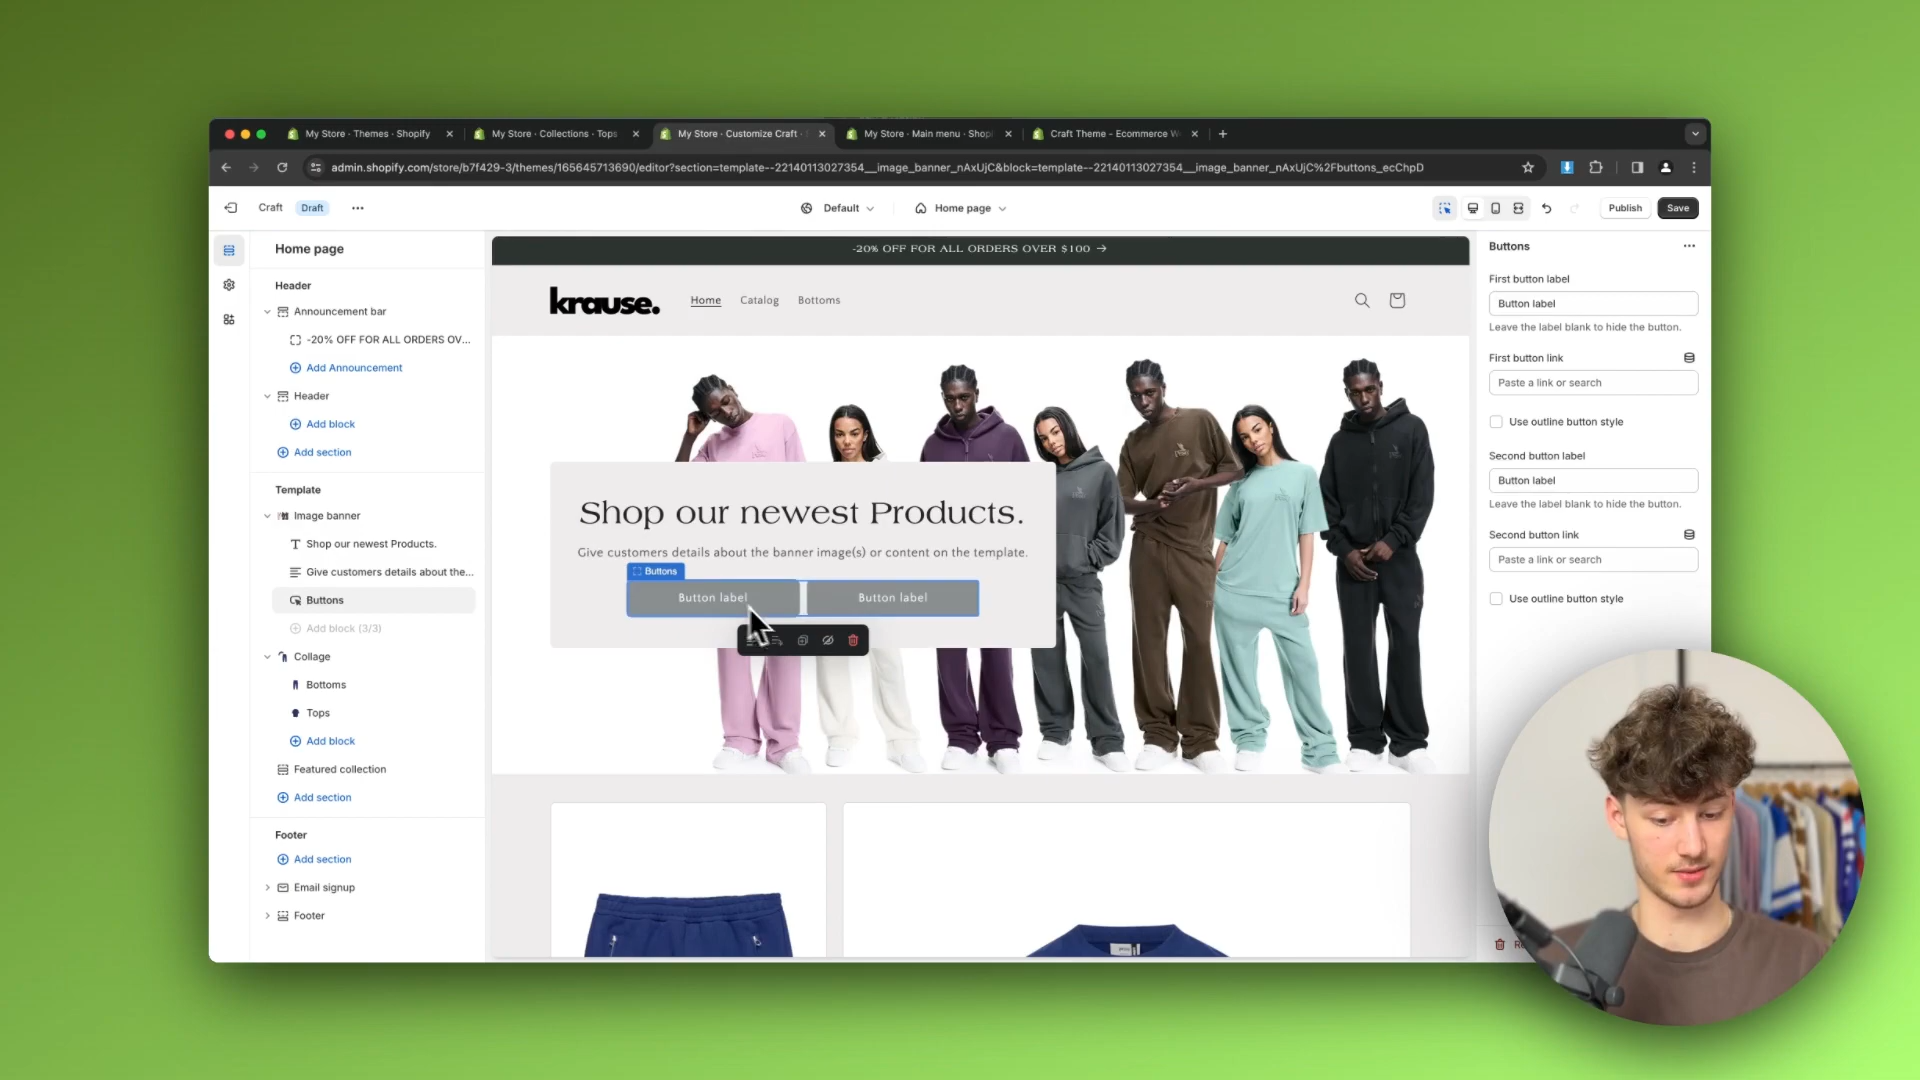 My Store · Themes · Shopify
My Store · Collections · Tops
My Store · Customize Craft ·
My Store · Main menu · Shopi
Craft Theme - Ecommerce W
admin.shopify.com/store/b7f429-3/themes/165645713690/editor?section=template--22140113027354__image_banner_nAxUjC&block=template--22140113027354__image_banner_nAxUjC%2Fbuttons_ecChpD
Craft
Draft
Default
Home page
Publish
Save
Home page
Header
Announcement bar
-20% OFF FOR ALL ORDERS OV...
Add Announcement
Header
Add block
Add section
Template
Image banner
Shop our newest Products.
Give customers details about the...
Buttons
Add block (3/3)
Collage
Bottoms
Tops
Add block
Featured collection
Add section
Footer
Add section
Email signup
Footer
-20% OFF FOR ALL ORDERS OVER $100 →
krause.
Home
Catalog
Bottoms
Shop our newest Products.
Give customers details about the banner image(s) or content on the template.
Buttons
Button label
Button label
Buttons
First button label
Button label
Leave the label blank to hide the button.
First button link
Paste a link or search
Use outline button style
Second button label
Button label
Leave the label blank to hide the button.
Second button link
Paste a link or search
Use outline button style